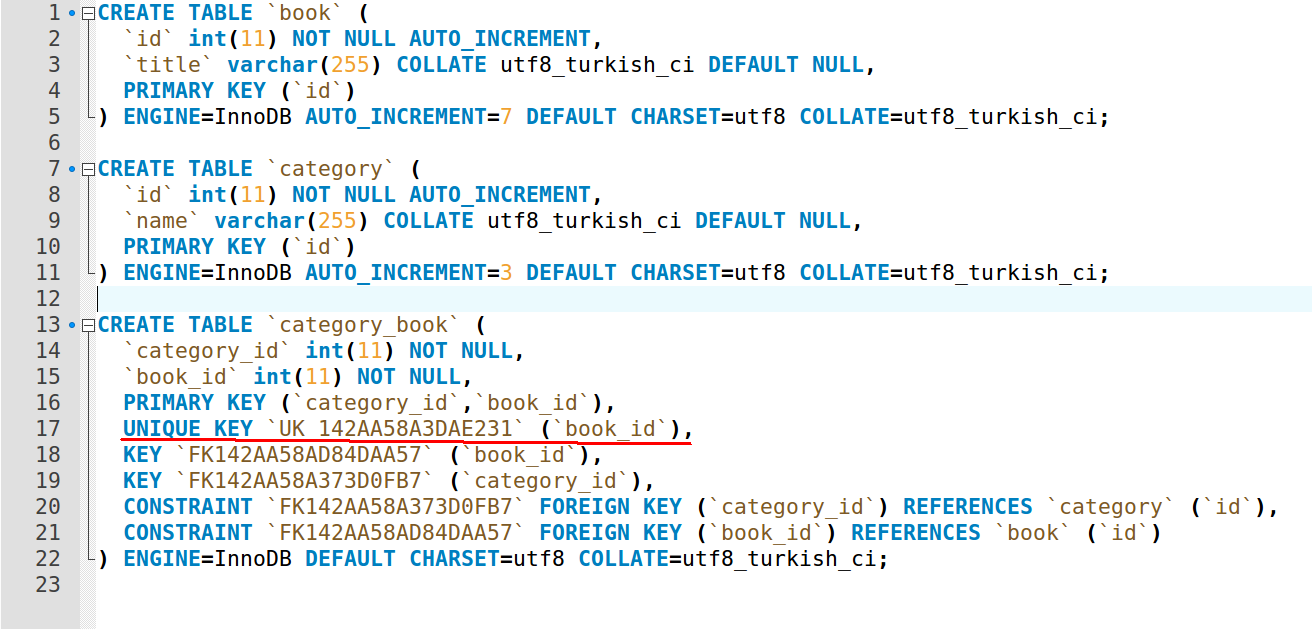 1 CREATE TABLE `book` (
2 `id` int(11) NOT NULL AUTO_INCREMENT,
3 `title` varchar(255) COLLATE utf8_turkish_ci DEFAULT NULL,
4 PRIMARY KEY (`id`)
5 ) ENGINE=InnoDB AUTO_INCREMENT=7 DEFAULT CHARSET=utf8 COLLATE=utf8_turkish_ci;
6
7 CREATE TABLE `category` (
8 `id` int(11) NOT NULL AUTO_INCREMENT,
9 `name` varchar(255) COLLATE utf8_turkish_ci DEFAULT NULL,
10 PRIMARY KEY (`id`)
11 ) ENGINE=InnoDB AUTO_INCREMENT=3 DEFAULT CHARSET=utf8 COLLATE=utf8_turkish_ci;
12
13 CREATE TABLE `category_book` (
14 `category_id` int(11) NOT NULL,
15 `book_id` int(11) NOT NULL,
16 PRIMARY KEY (`category_id`,`book_id`),
17 UNIQUE KEY `UK_142AA58A3DAE231` (`book_id`),
18 KEY `FK142AA58AD84DAA57` (`book_id`),
19 KEY `FK142AA58A373D0FB7` (`category_id`),
20 CONSTRAINT `FK142AA58A373D0FB7` FOREIGN KEY (`category_id`) REFERENCES `category` (`id`),
21 CONSTRAINT `FK142AA58AD84DAA57` FOREIGN KEY (`book_id`) REFERENCES `book` (`id`)
22 ) ENGINE=InnoDB DEFAULT CHARSET=utf8 COLLATE=utf8_turkish_ci;
23